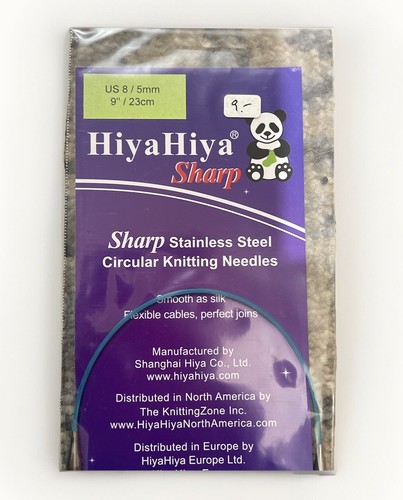 US 8 / 5mm
9" / 23cm
9.-
HiyaHiya®
Sharp
Sharp Stainless Steel
Circular Knitting Needles
Smooth as silk
Flexible cables, perfect joins
Manufactured by
Shanghai Hiya Co., Ltd.
www.hiyahiya.com
Distributed in North America by
The KnittingZone Inc.
www.HiyaHiyaNorthAmerica.com
Distributed in Europe by
HiyaHiya Europe Ltd.